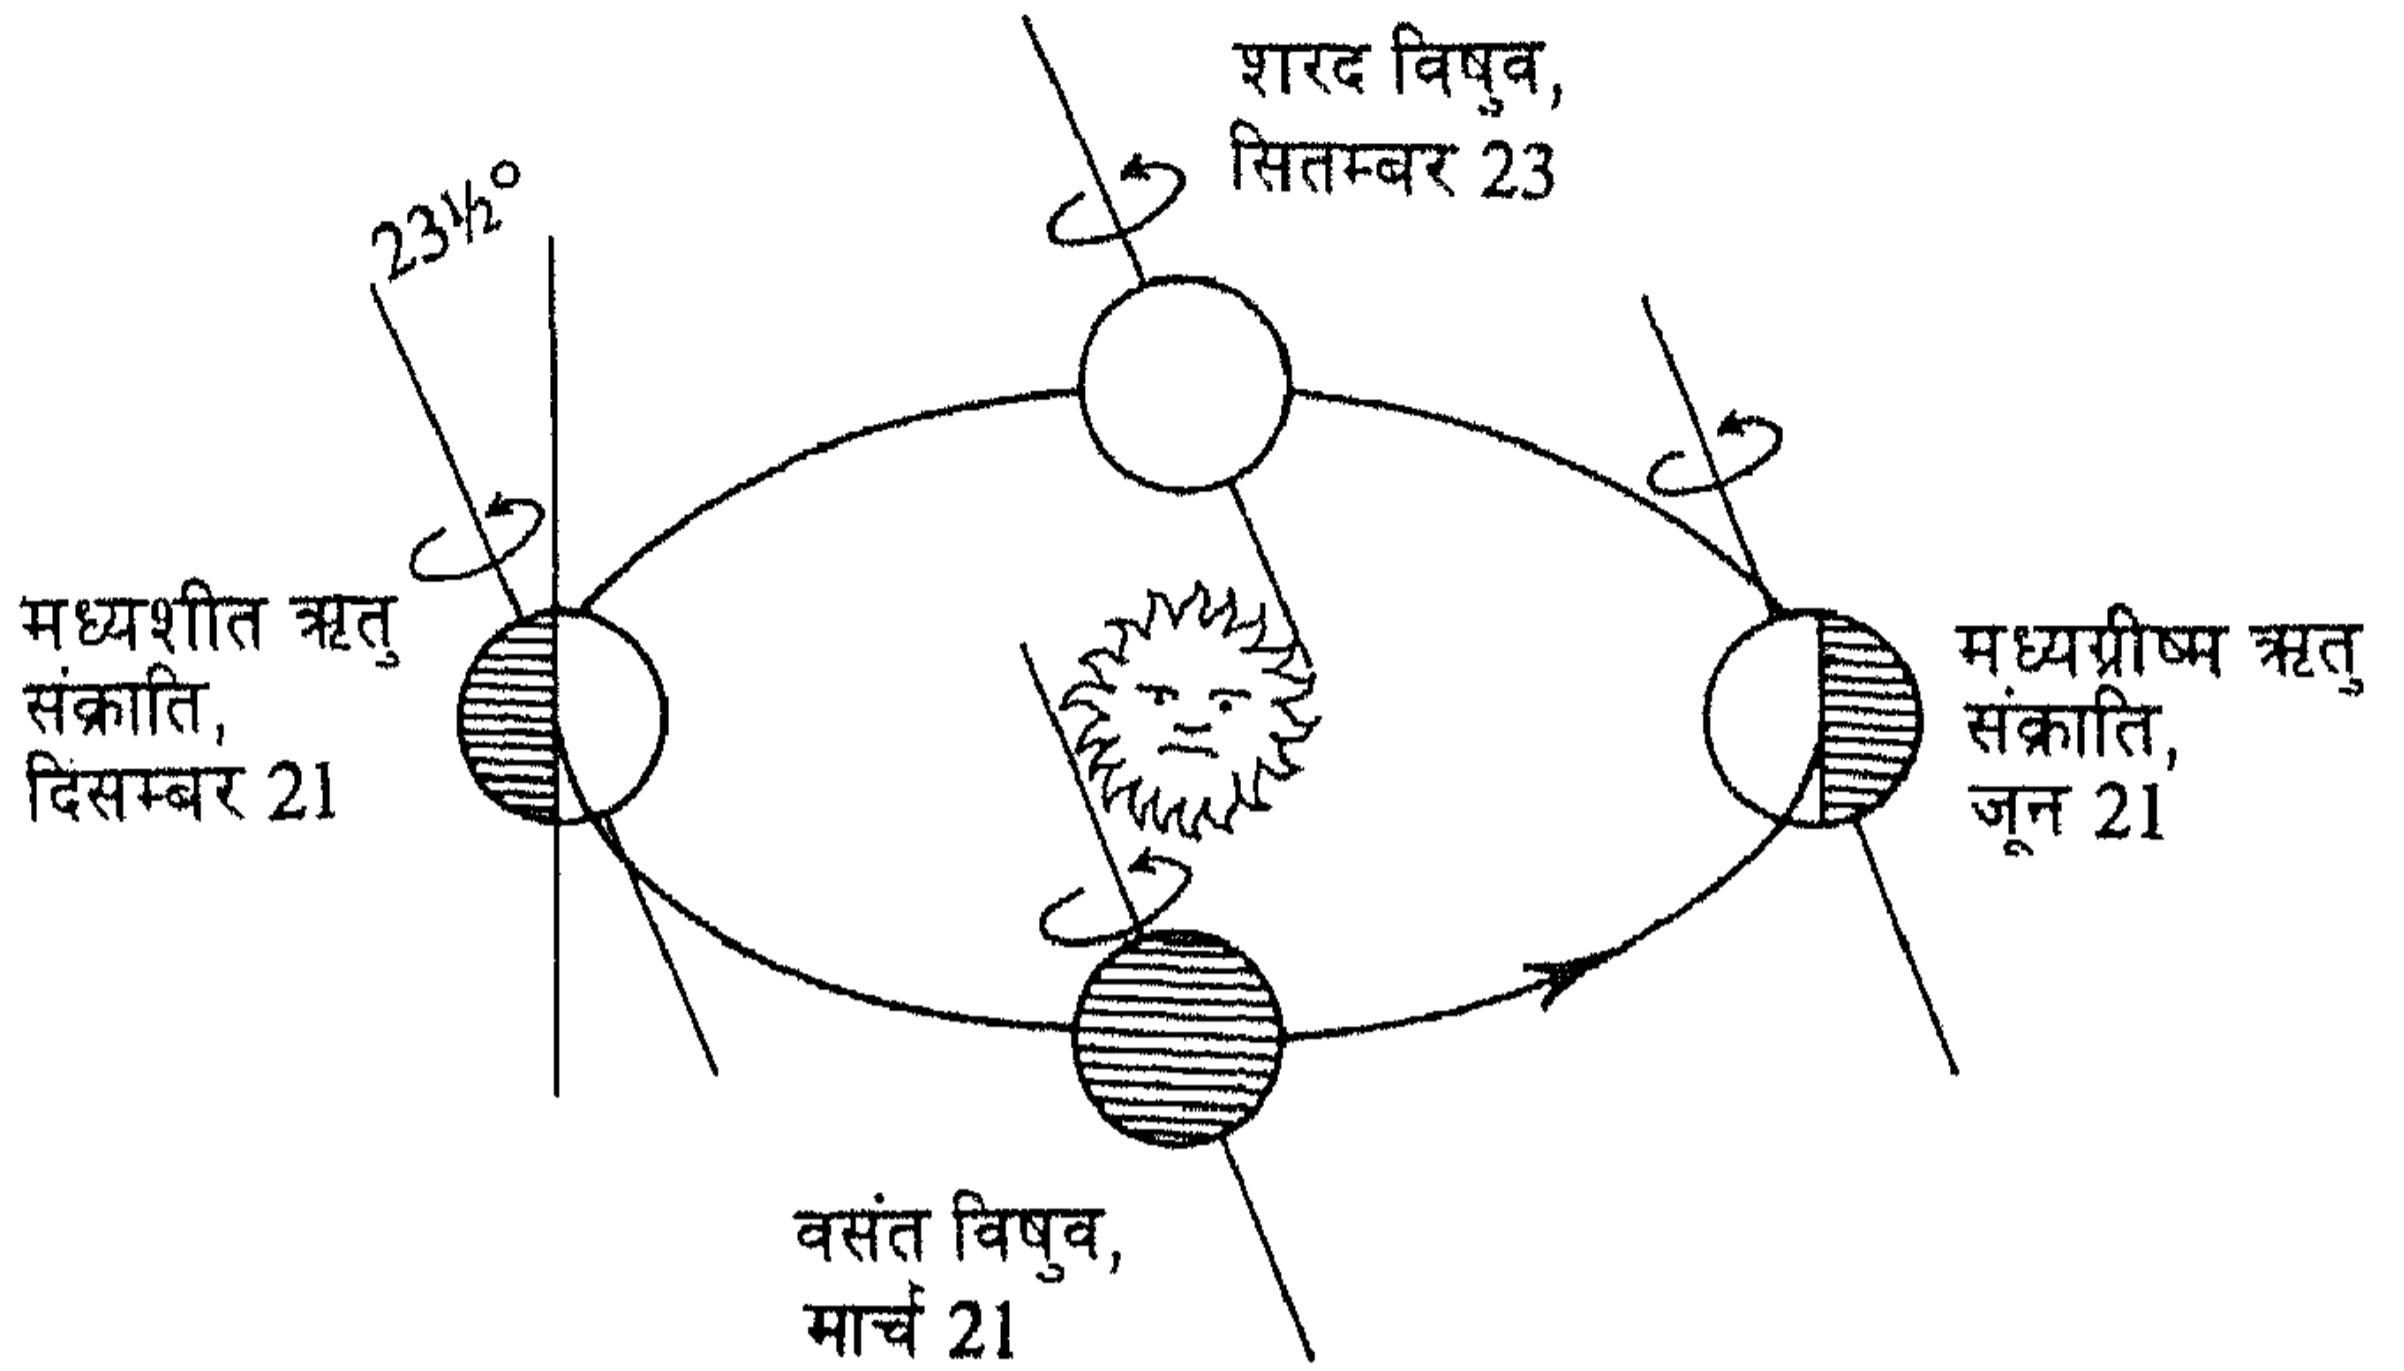 शरद विषुव,
सितम्बर 23
23½°
मध्यशीत ऋतु
संक्राति,
दिसम्बर 21
मध्यग्रीष्म ऋतु
संक्राति,
जून 21
वसंत विषुव,
मार्च 21